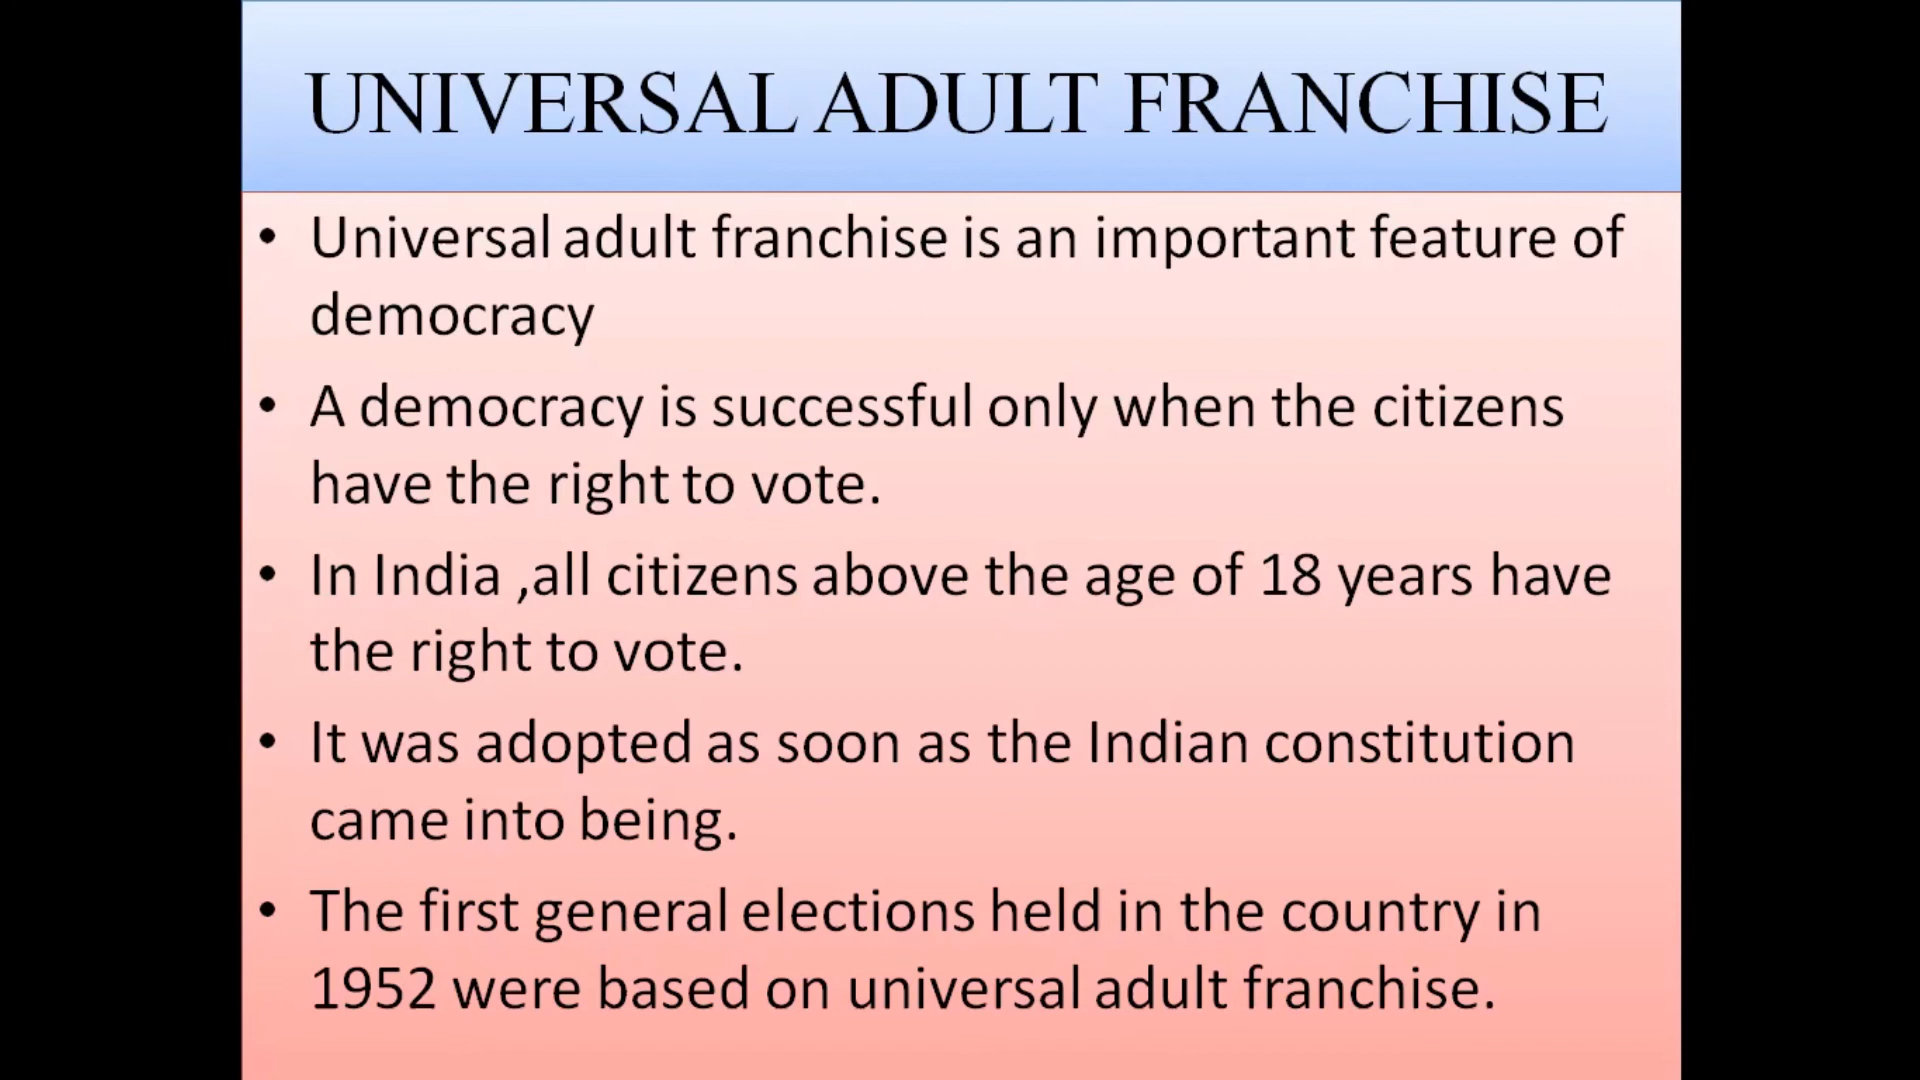 UNIVERSAL ADULT FRANCHISE
• Universal adult franchise is an important feature of
democracy
• A democracy is successful only when the citizens
have the right to vote.
• In India ,all citizens above the age of 18 years have
the right to vote.
• It was adopted as soon as the Indian constitution
came into being.
• The first general elections held in the country in
1952 were based on universal adult franchise.